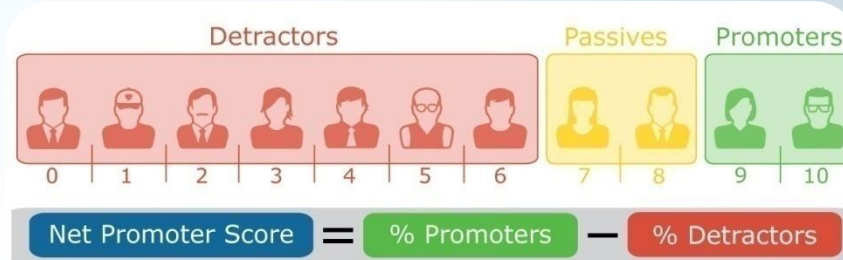 Detractors Passives Promoters
0 1 2 3 4 5 6 7 8 9 10
Net Promoter Score = % Promoters − % Detractors